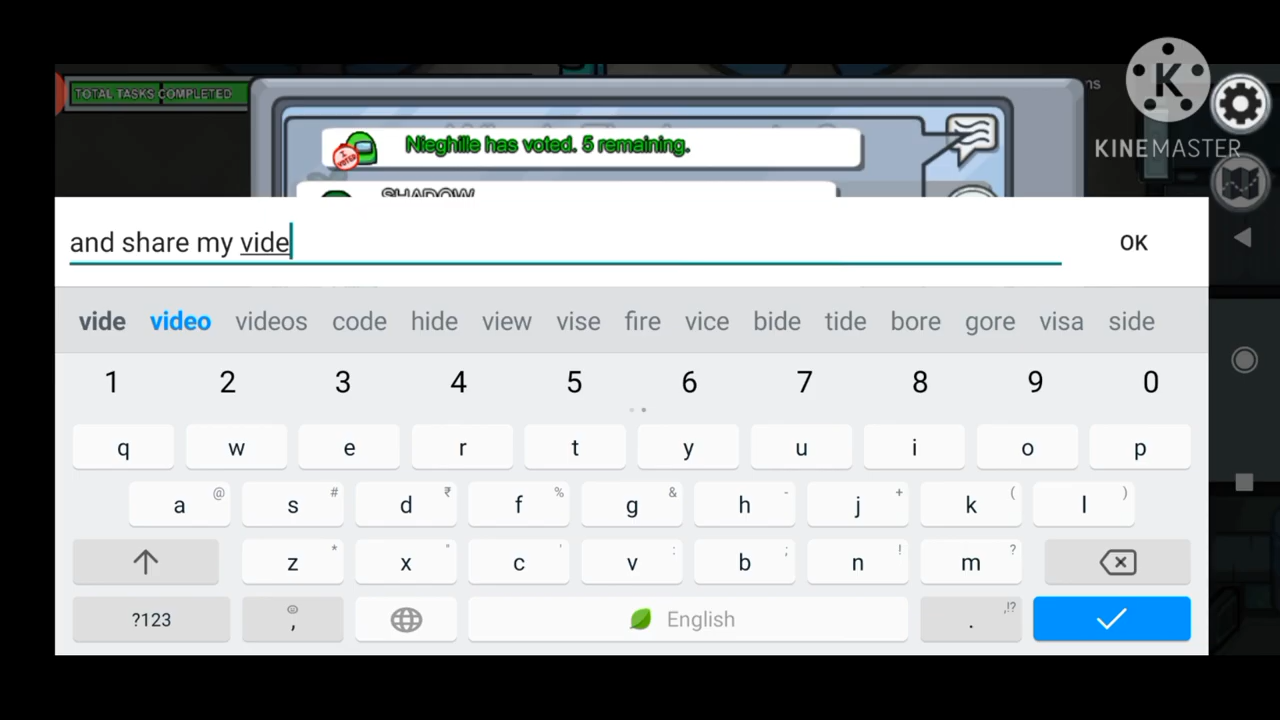 TOTAL TASKS COMPLETED
ns
KINEMASTER
Nieghille has voted. 5 remaining.
SHADOW
and share my vide
OK
vide video videos code hide view vise fire vice bide tide bore gore visa side
1 2 3 4 5 6 7 8 9 0
q w e r t y u i o p
a @ s # d ₹ f % g & h - j + k ( l )
z * x " c ' v : b ; n ! m ?
?123 , English . ,!?